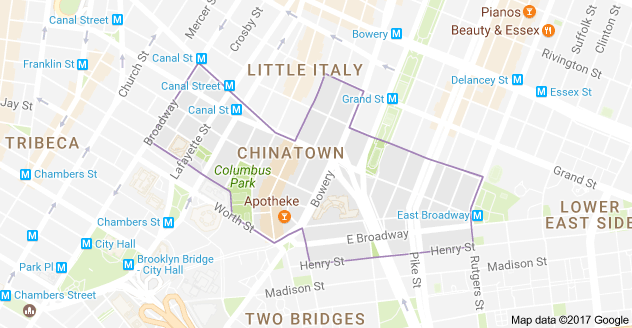 Pianos
Beauty & Essex
Suffolk St
Clinton St
Mercer St
Crosby St
Bowery
Rivington St
Church St
Franklin St
Canal Street
LITTLE ITALY
Delancey St
Essex St
Canal Street
Grand St
Jay St
Canal St
Broadway
Lafayette St
TRIBECA
CHINATOWN
Chambers St
Columbus
Park
Grand St
Apotheke
Bowery
LOWER
EAST SIDE
Chambers St
Worth St
East Broadway
City Hall
E Broadway
Brooklyn Bridge
- City Hall
Park Pl
Henry St
Henry St
Madison St
Pike St
Rutgers St
Madison St
Chambers Street
TWO BRIDGES
Map data ©2017 Google